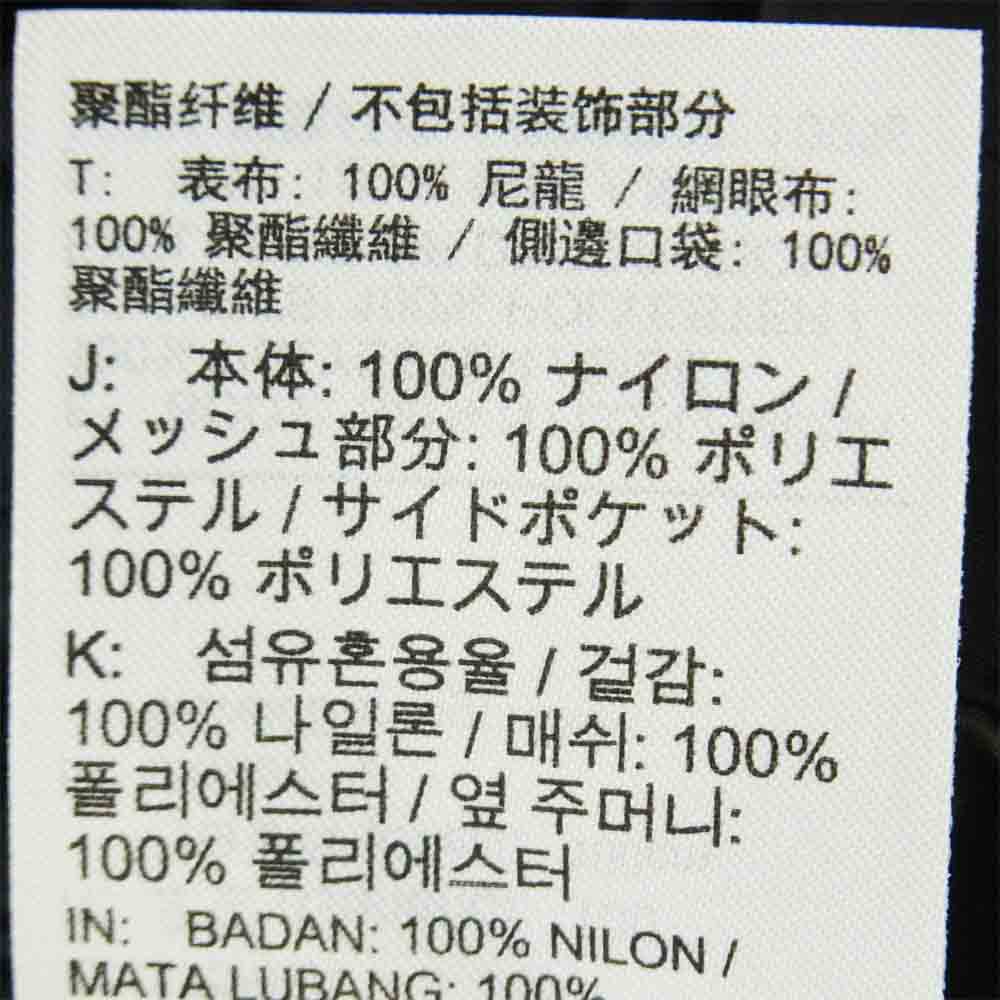 聚酯纤维 / 不包括装饰部分
T: 表布: 100% 尼龍 / 網眼布:
100% 聚酯纖維 / 側邊口袋: 100%
聚酯纖維
J: 本体: 100% ナイロン /
メッシュ部分: 100% ポリエ
ステル / サイドポケット:
100% ポリエステル
K: 섬유혼용율 / 겉감:
100% 나일론 / 매쉬: 100%
폴리에스터 / 옆 주머니:
100% 폴리에스터
IN: BADAN: 100% NILON /
MATA LUBANG: 100%